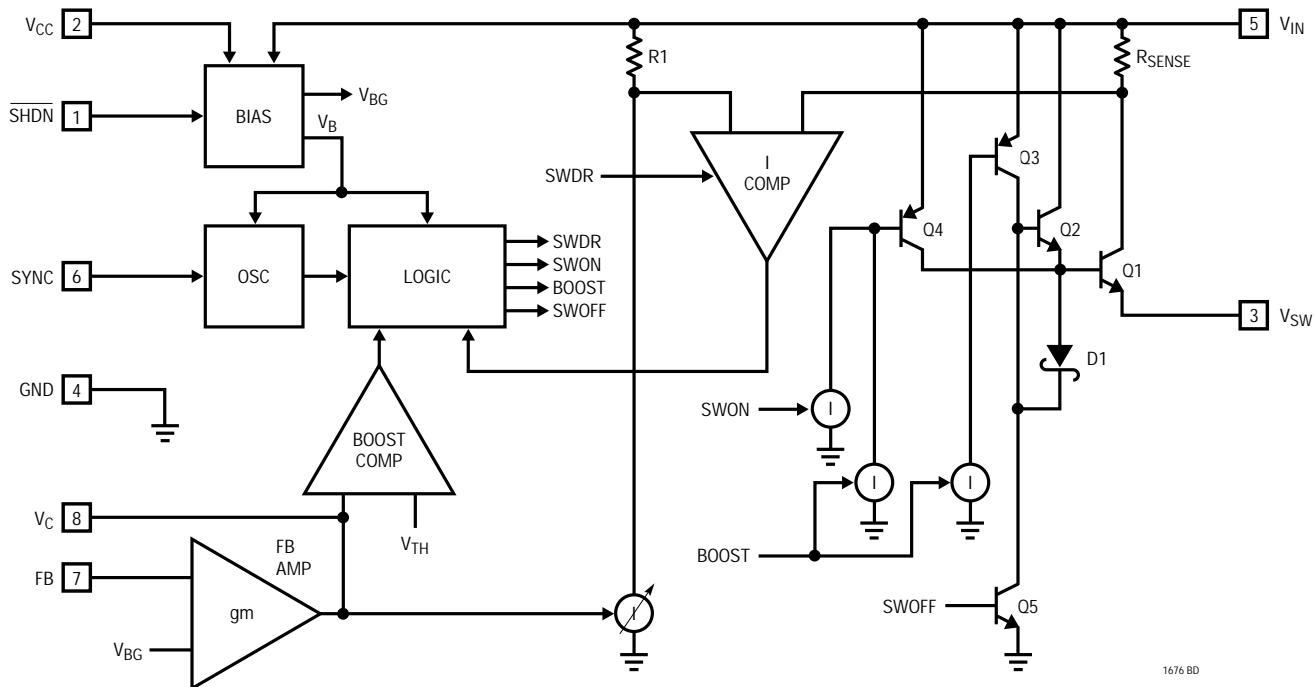 VCC 2
5 VIN
R1
RSENSE
SHDN 1
BIAS
VBG
VB
I
COMP
Q3
SWDR
Q4
Q2
Q1
SYNC 6
OSC
LOGIC
SWDR
SWON
BOOST
SWOFF
3 VSW
D1
GND 4
SWON
I
BOOST
COMP
I
I
VC 8
VTH
FB
AMP
BOOST
FB 7
gm
I
SWOFF
Q5
VBG
1676 BD